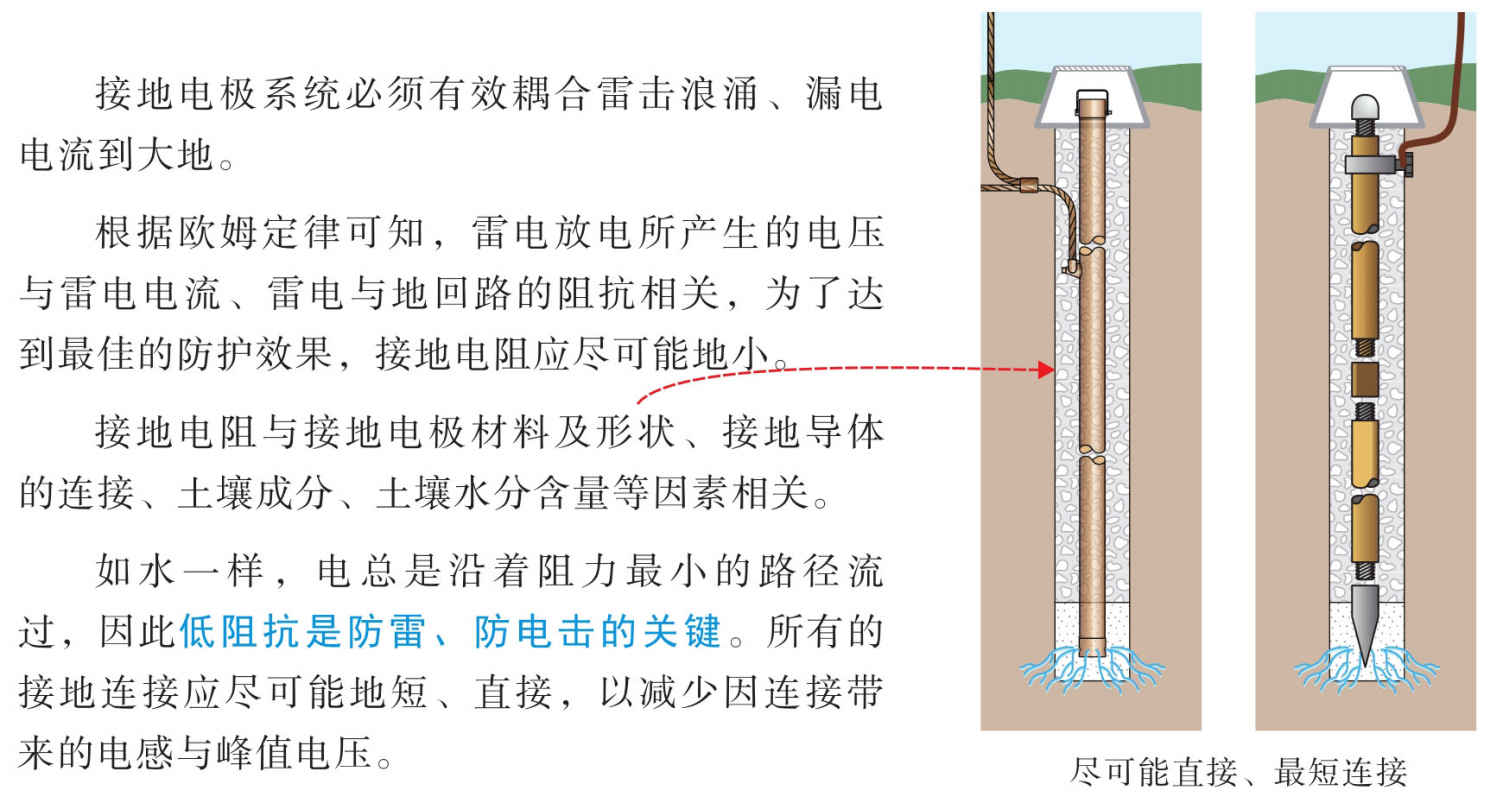 接地电极系统必须有效耦合雷击浪涌、漏电
电流到大地。
根据欧姆定律可知，雷电放电所产生的电压
与雷电电流、雷电与地回路的阻抗相关，为了达
到最佳的防护效果，接地电阻应尽可能地小。
接地电阻与接地电极材料及形状、接地导体
的连接、土壤成分、土壤水分含量等因素相关。
如水一样，电总是沿着阻力最小的路径流
过，因此低阻抗是防雷、防电击的关键。所有的
接地连接应尽可能地短、直接，以减少因连接带
来的电感与峰值电压。
尽可能直接、最短连接